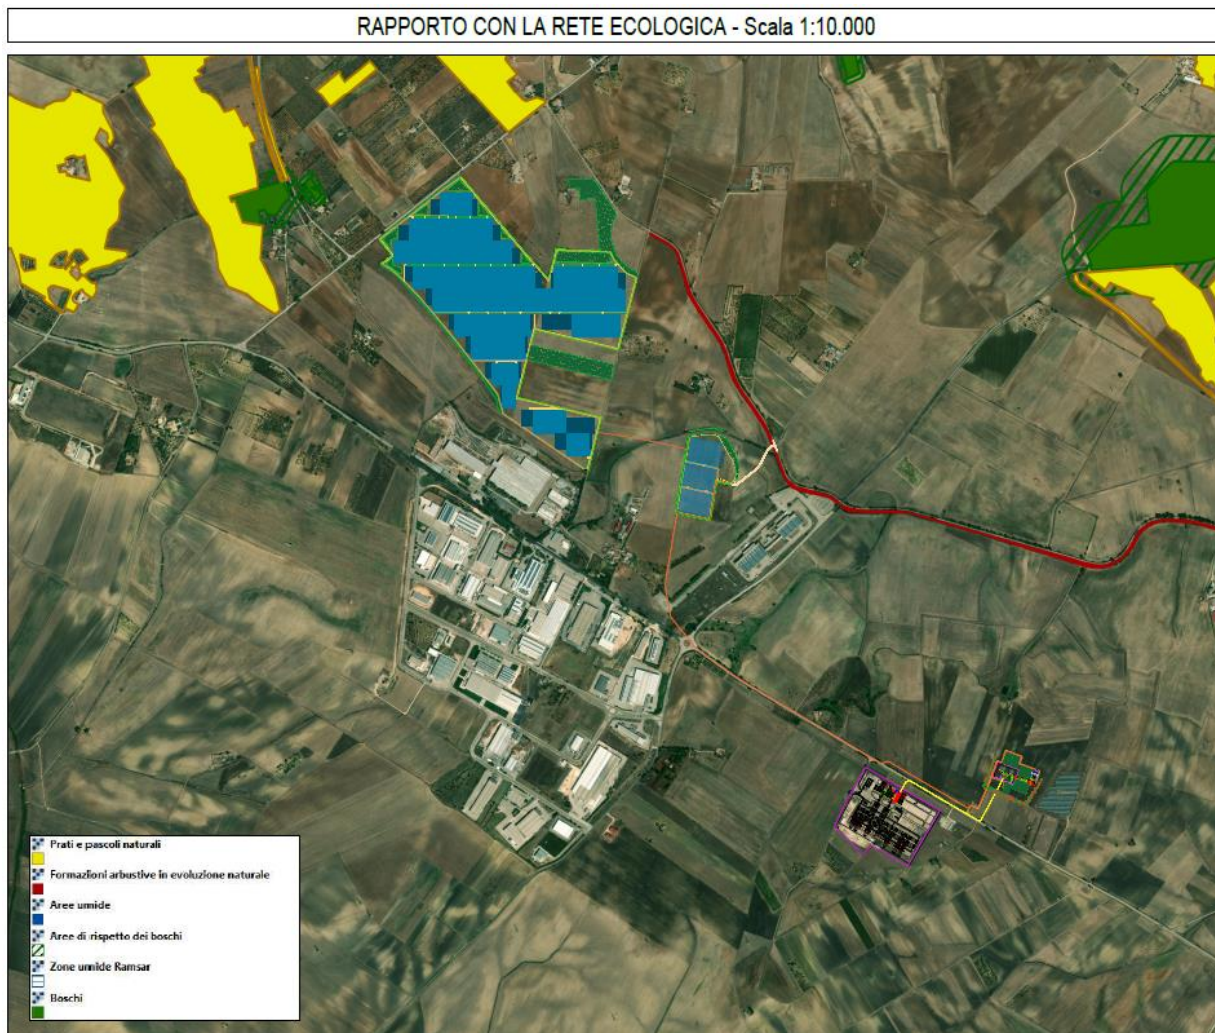 RAPPORTO CON LA RETE ECOLOGICA - Scala 1:10.000
Prati e pascoli naturali
Formazlioni arbustive in evoluzione naturale
Aree umide
Aree di rispetto dei boschi
Zone umide Ramsar
Boschi